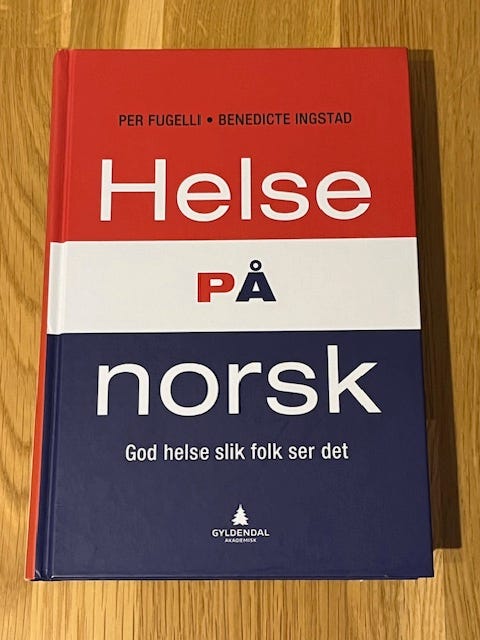 PER FUGELLI • BENEDICTE INGSTAD
Helse
PÅ
norsk
God helse slik folk ser det
GYLDENDAL
AKADEMISK